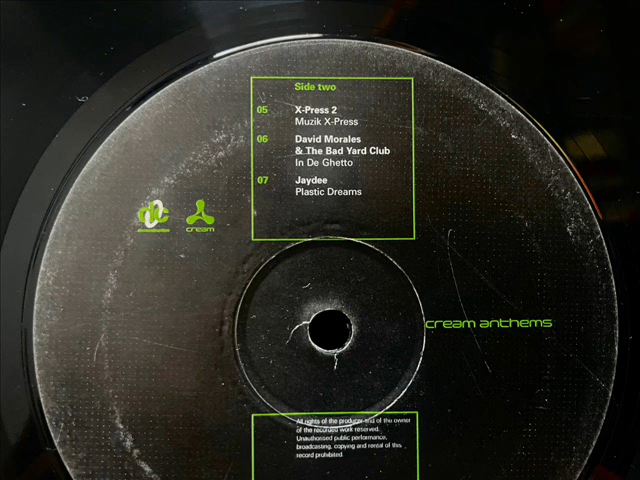 Side two
05 X-Press 2
Muzik X-Press
06 David Morales
& The Bad Yard Club
In De Ghetto
07 Jaydee
Plastic Dreams
dc
deconstruction
cream
cream anthems
All rights of the producer and of the owner
of the recorded work reserved.
Unauthorised public performance,
broadcasting, copying and rental of this
record prohibited.